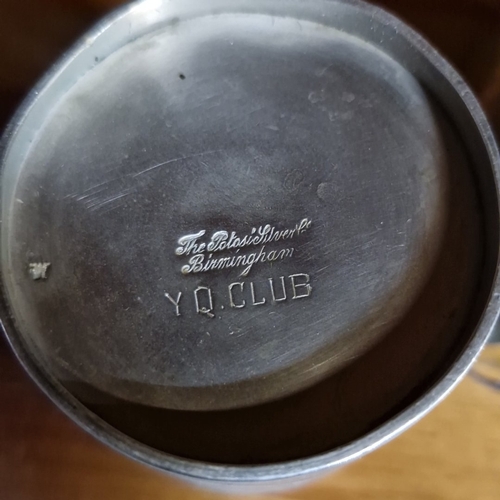 The Potosi Silver Co
Birmingham
Y Q. CLUB